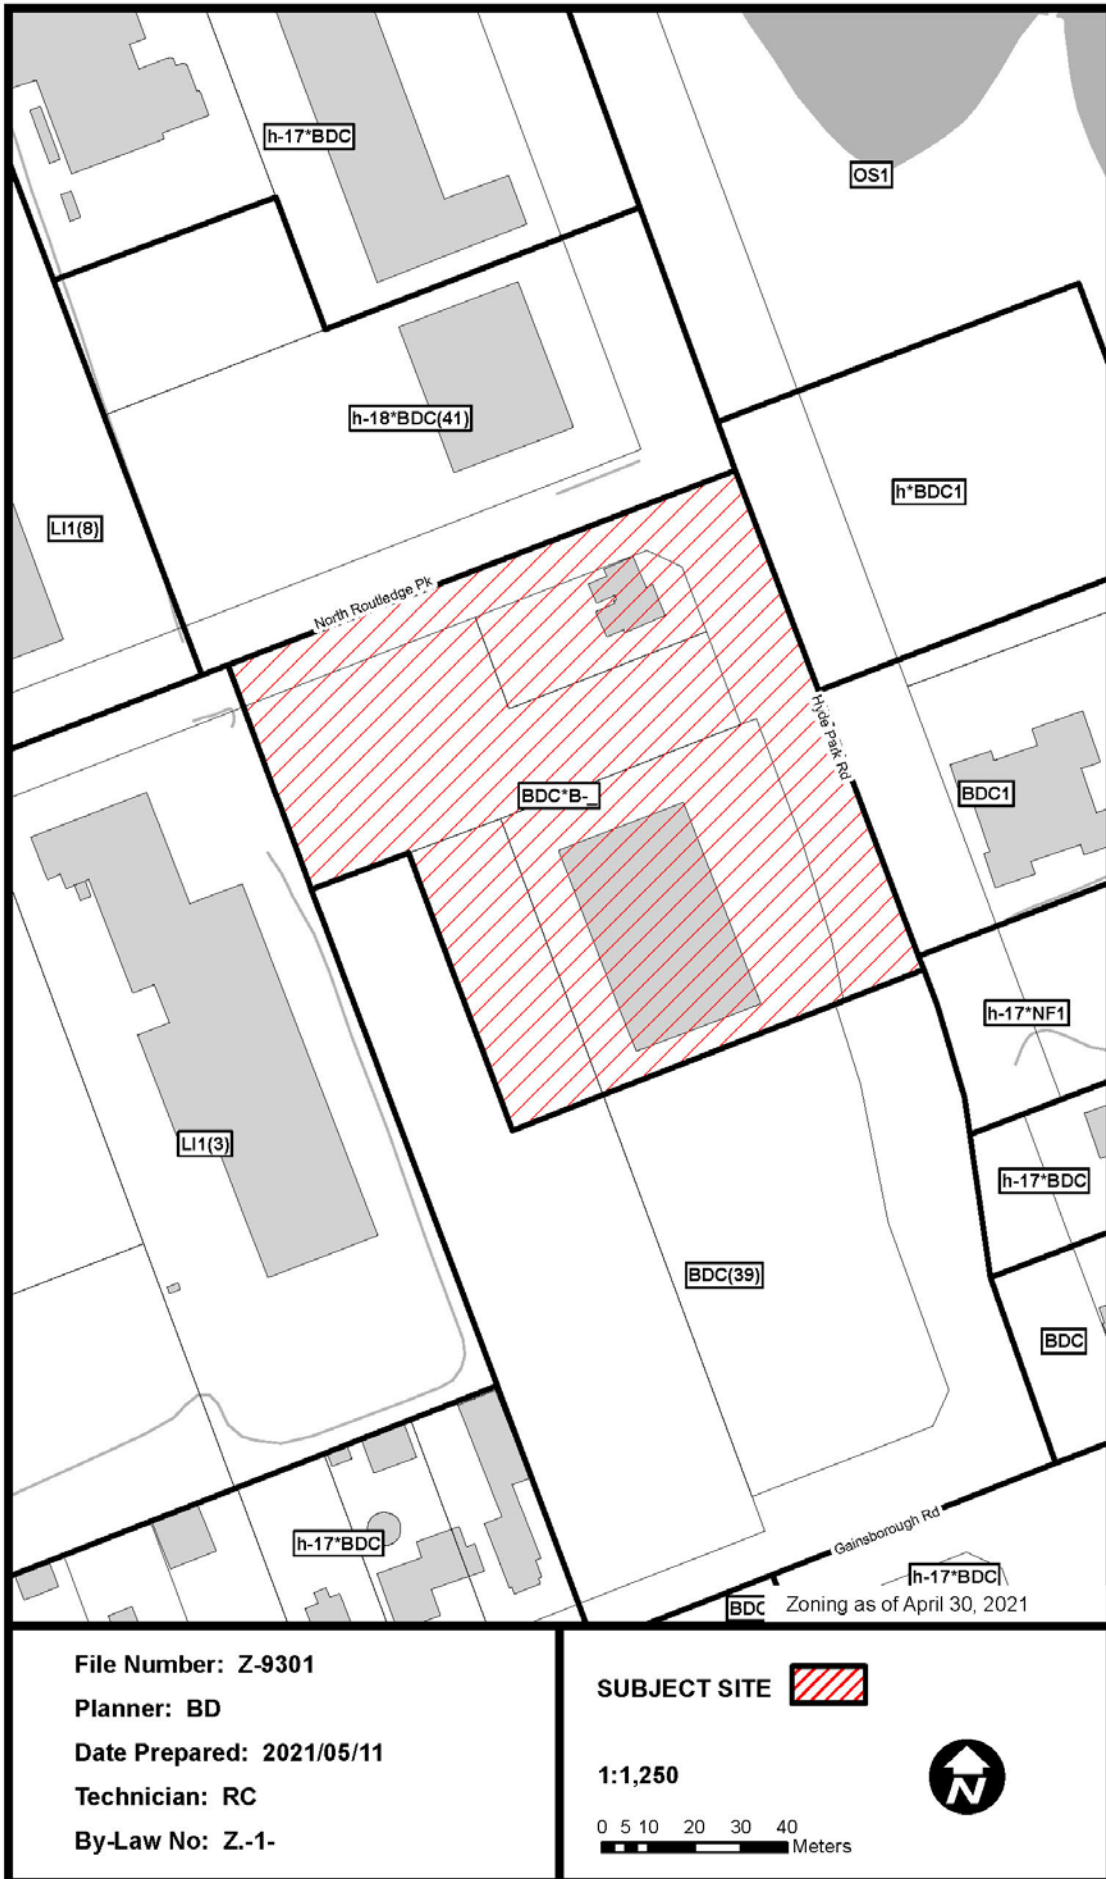 h-17*BDC
OS1
h-18*BDC(41)
h*BDC1
LI1(8)
North Routledge Pk
Hyde Park Rd
BDC*B-_
BDC1
h-17*NF1
LI1(3)
h-17*BDC
BDC(39)
BDC
Gainsborough Rd
h-17*BDC
h-17*BDC
BDC
Zoning as of April 30, 2021
File Number: Z-9301
Planner: BD
Date Prepared: 2021/05/11
Technician: RC
By-Law No: Z.-1-
SUBJECT SITE
1:1,250
N
0 5 10 20 30 40
Meters